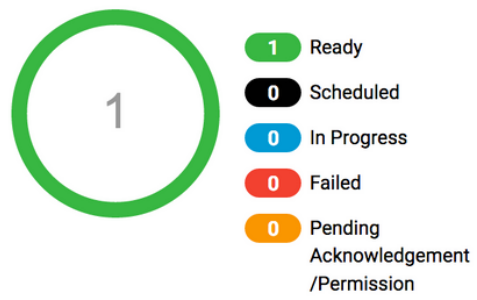 1
1 Ready
0 Scheduled
0 In Progress
0 Failed
0 Pending
Acknowledgement
/Permission